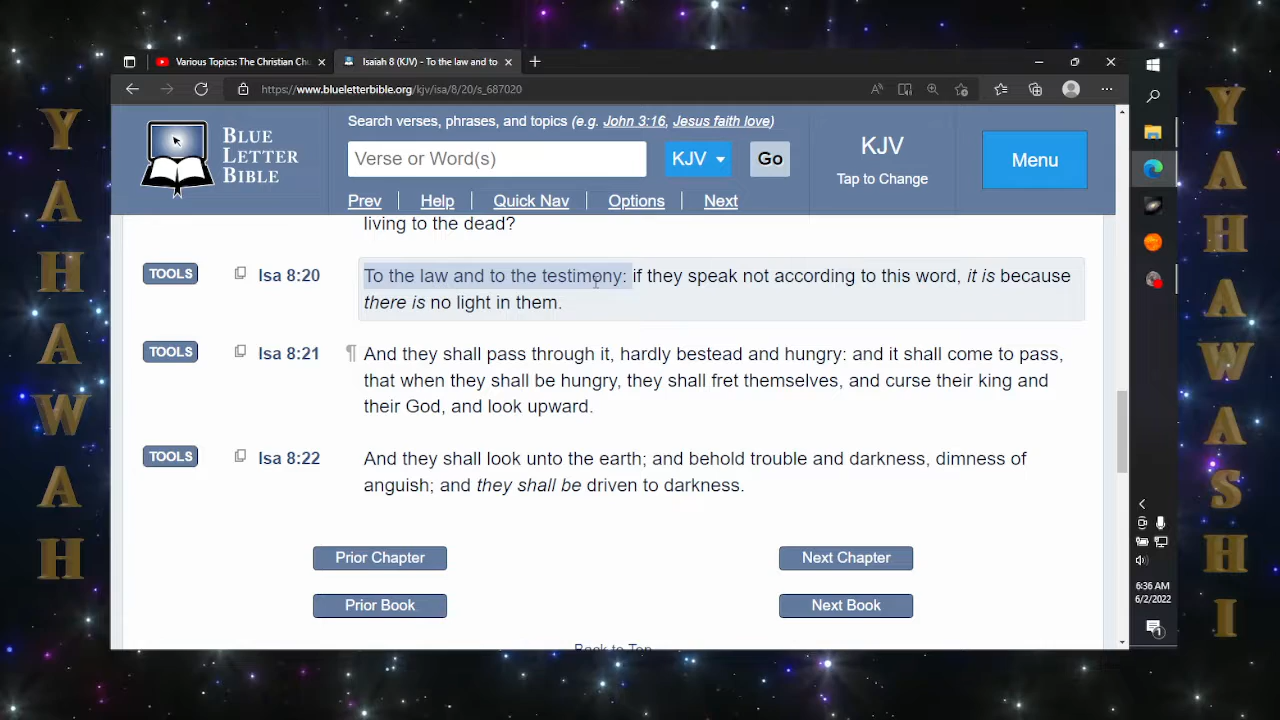 Various Topics: The Christian Ch
Isaiah 8 (KJV) - To the law and to
https://www.blueletterbible.org/kjv/isa/8/20/s_687020
BLUE
LETTER
BIBLE
Search verses, phrases, and topics (e.g. John 3:16, Jesus faith love)
Verse or Word(s)
KJV
Go
KJV
Tap to Change
Menu
Prev
Help
Quick Nav
Options
Next
living to the dead?
TOOLS
Isa 8:20
To the law and to the testimony: if they speak not according to this word, it is because
there is no light in them.
TOOLS
Isa 8:21
¶ And they shall pass through it, hardly bestead and hungry: and it shall come to pass,
that when they shall be hungry, they shall fret themselves, and curse their king and
their God, and look upward.
TOOLS
Isa 8:22
And they shall look unto the earth; and behold trouble and darkness, dimness of
anguish; and they shall be driven to darkness.
Prior Chapter
Next Chapter
Prior Book
Next Book
Back to Top
6:36 AM
6/2/2022
1
YAHAWAH
YAHAWASHI